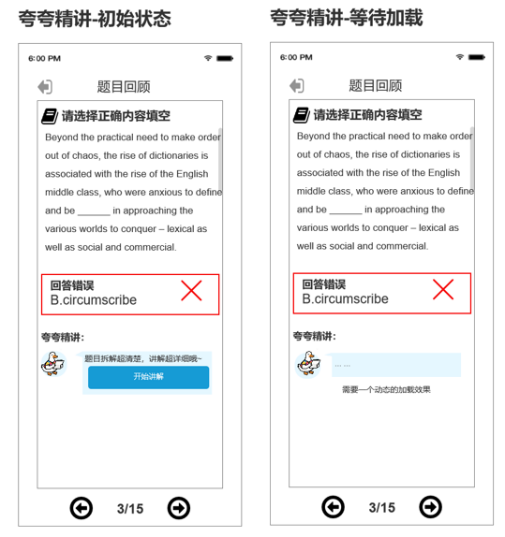 夸夸精讲-初始状态
6:00 PM
题目回顾
请选择正确内容填空
Beyond the practical need to make order
out of chaos, the rise of dictionaries is
associated with the rise of the English
middle class, who were anxious to define
and be ______ in approaching the
various worlds to conquer – lexical as
well as social and commercial.
回答错误
B.circumscribe
夸夸精讲：
题目拆解超清楚，讲解超详细哦~
开始讲解
3/15
夸夸精讲-等待加载
6:00 PM
题目回顾
请选择正确内容填空
Beyond the practical need to make order
out of chaos, the rise of dictionaries is
associated with the rise of the English
middle class, who were anxious to define
and be ______ in approaching the
various worlds to conquer – lexical as
well as social and commercial.
回答错误
B.circumscribe
夸夸精讲：
... ...
需要一个动态的加载效果
3/15